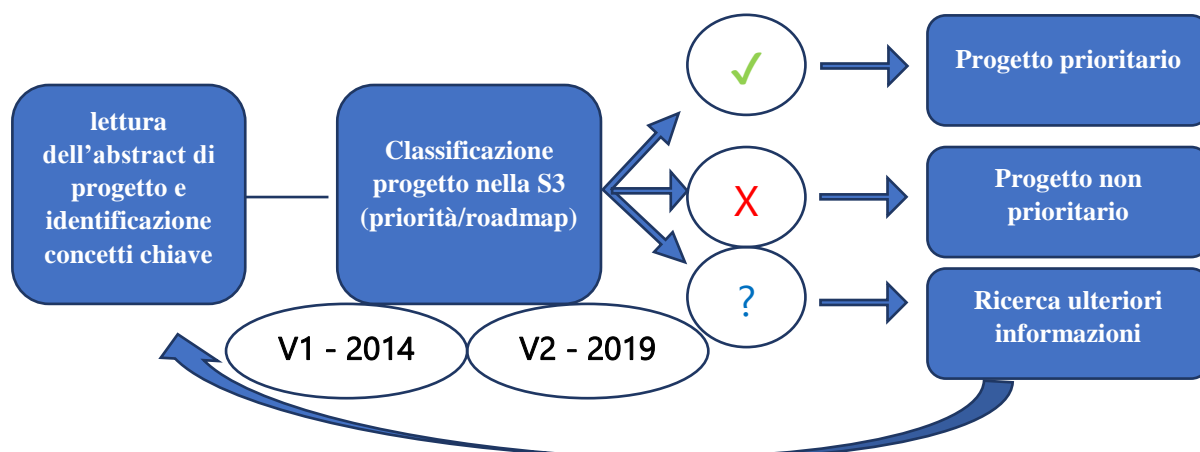 lettura
dell’abstract di
progetto e
identificazione
concetti chiave
Classificazione
progetto nella S3
(priorità/roadmap)
V1 - 2014
V2 - 2019
✓
X
?
Progetto prioritario
Progetto non
prioritario
Ricerca ulteriori
informazioni